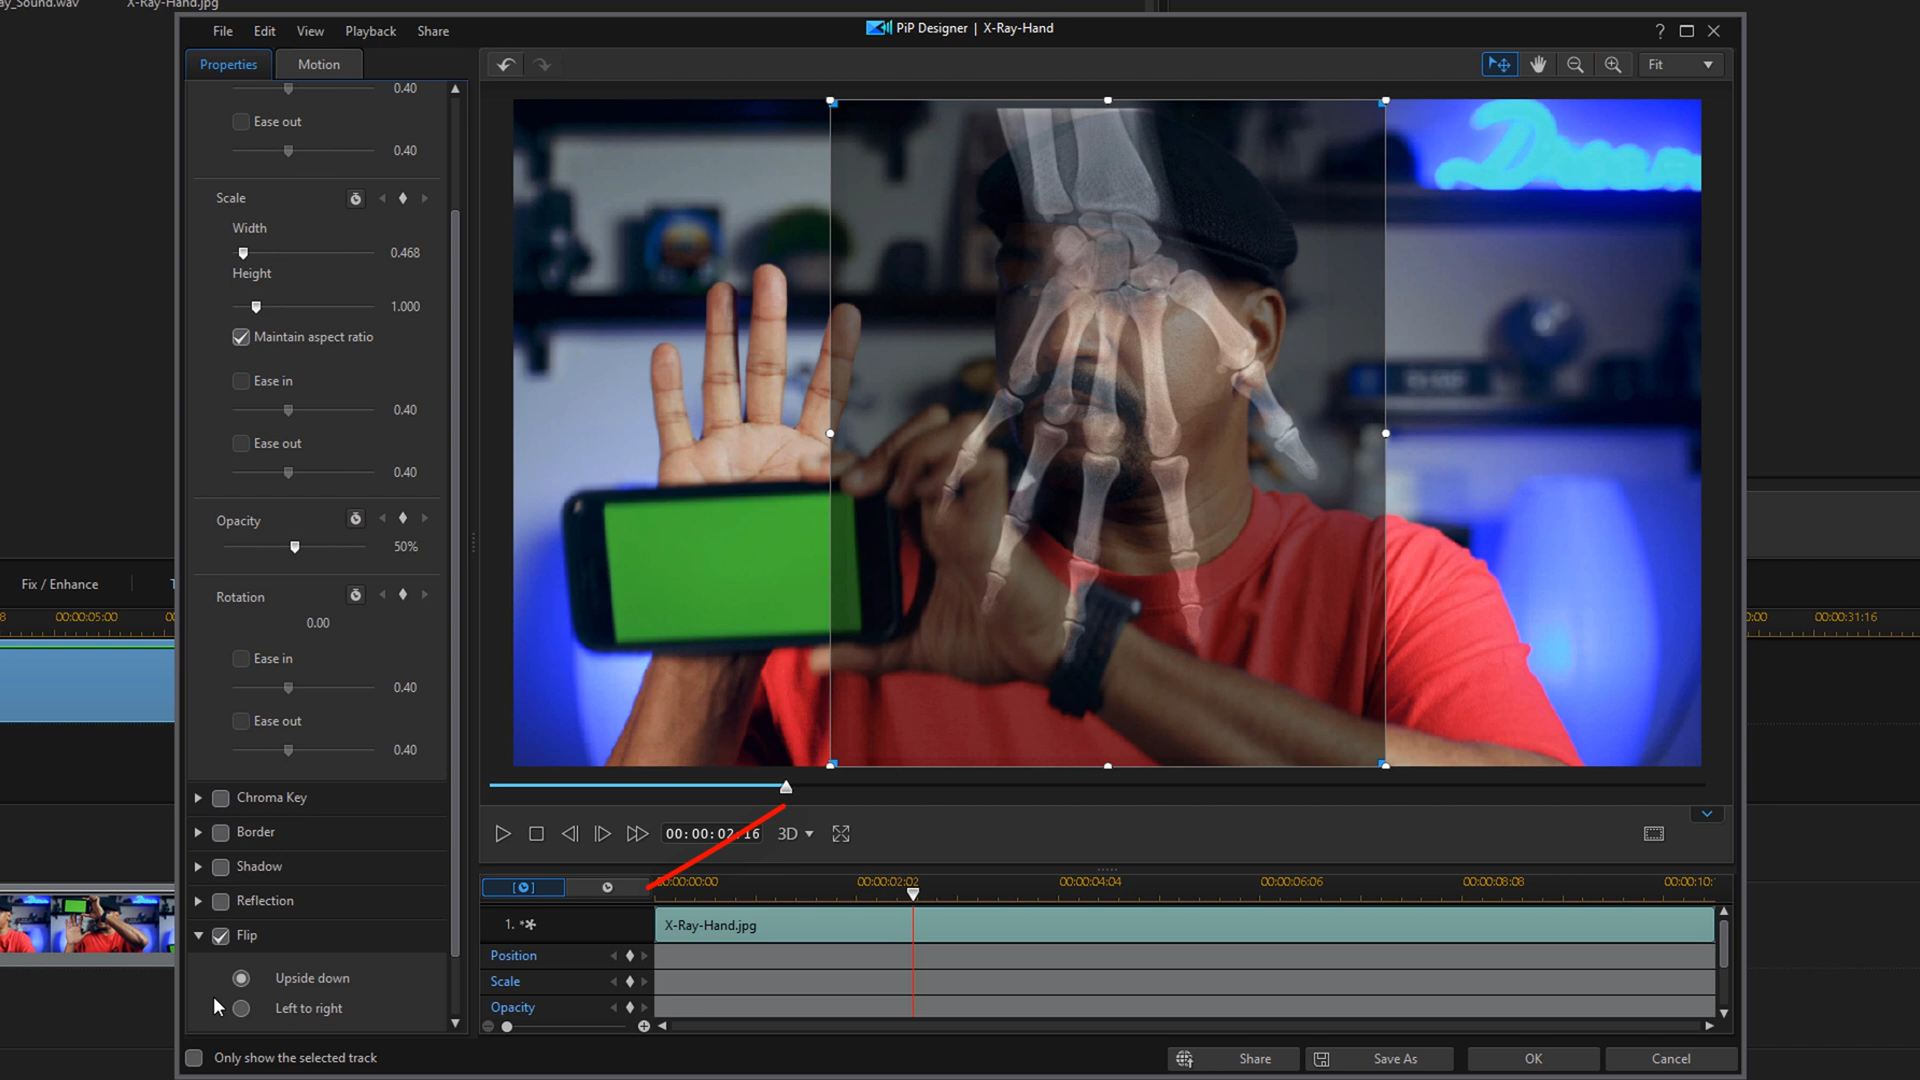 ay_Sound.wav X-Ray-Hand.jpg
File Edit View Playback Share
PiP Designer | X-Ray-Hand
?
Properties Motion
Fit
0.40
Ease out
0.40
Scale
Width
0.468
Height
1.000
Maintain aspect ratio
Ease in
0.40
Ease out
0.40
Opacity
50%
Rotation
0.00
Ease in
0.40
Ease out
0.40
Chroma Key
Border
Shadow
Reflection
Flip
Upside down
Left to right
Only show the selected track
Fix / Enhance T
8 00:00:05:00 00
:00 00:00:31:16
00:00:02:16 3D
00:00:00:00 00:00:02:02 00:00:04:04 00:00:06:06 00:00:08:08 00:00:10:
1. X-Ray-Hand.jpg
Position
Scale
Opacity
Share Save As OK Cancel